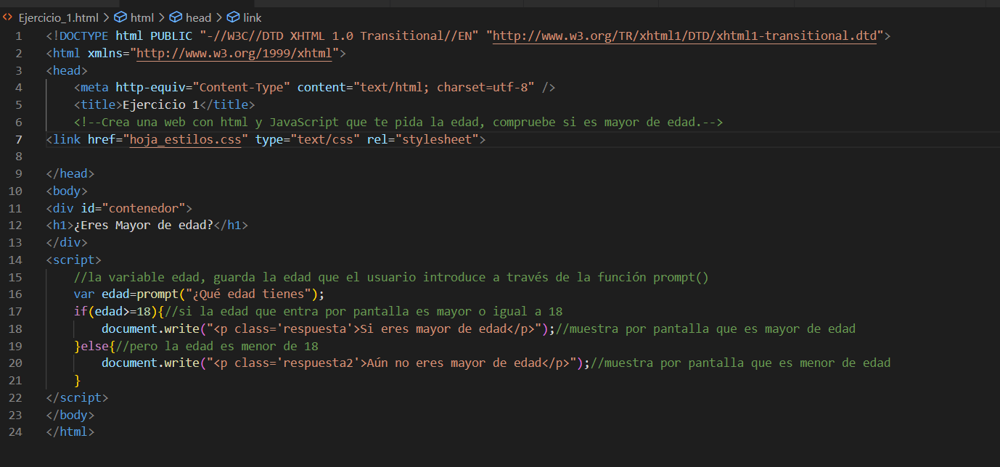 Ejercicio_1.html > html > head > link
1 <!DOCTYPE html PUBLIC "-//W3C//DTD XHTML 1.0 Transitional//EN" "http://www.w3.org/TR/xhtml1/DTD/xhtml1-transitional.dtd">
2 <html xmlns="http://www.w3.org/1999/xhtml">
3 <head>
4     <meta http-equiv="Content-Type" content="text/html; charset=utf-8" />
5     <title>Ejercicio 1</title>
6     <!--Crea una web con html y JavaScript que te pida la edad, compruebe si es mayor de edad.-->
7 <link href="hoja_estilos.css" type="text/css" rel="stylesheet">
8
9 </head>
10 <body>
11 <div id="contenedor">
12 <h1>¿Eres Mayor de edad?</h1>
13 </div>
14 <script>
15     //la variable edad, guarda la edad que el usuario introduce a través de la función prompt()
16     var edad=prompt("¿Qué edad tienes");
17     if(edad>=18){//si la edad que entra por pantalla es mayor o igual a 18
18         document.write("<p class='respuesta'>Si eres mayor de edad</p>");//muestra por pantalla que es mayor de edad
19     }else{//pero la edad es menor de 18
20         document.write("<p class='respuesta2'>Aún no eres mayor de edad</p>");//muestra por pantalla que es menor de edad
21     }
22 </script>
23 </body>
24 </html>